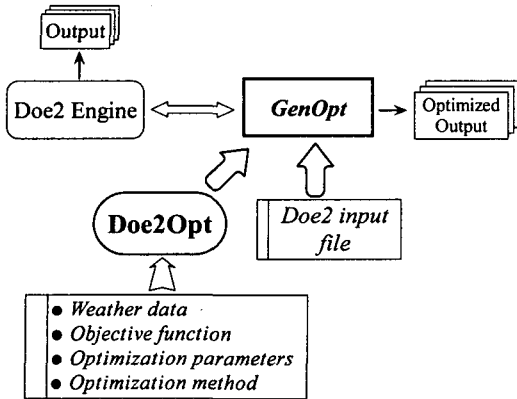 Output
Doe2 Engine
GenOpt
Optimized
Output
Doe2Opt
Doe2 input
file
● Weather data
● Objective function
● Optimization parameters
● Optimization method